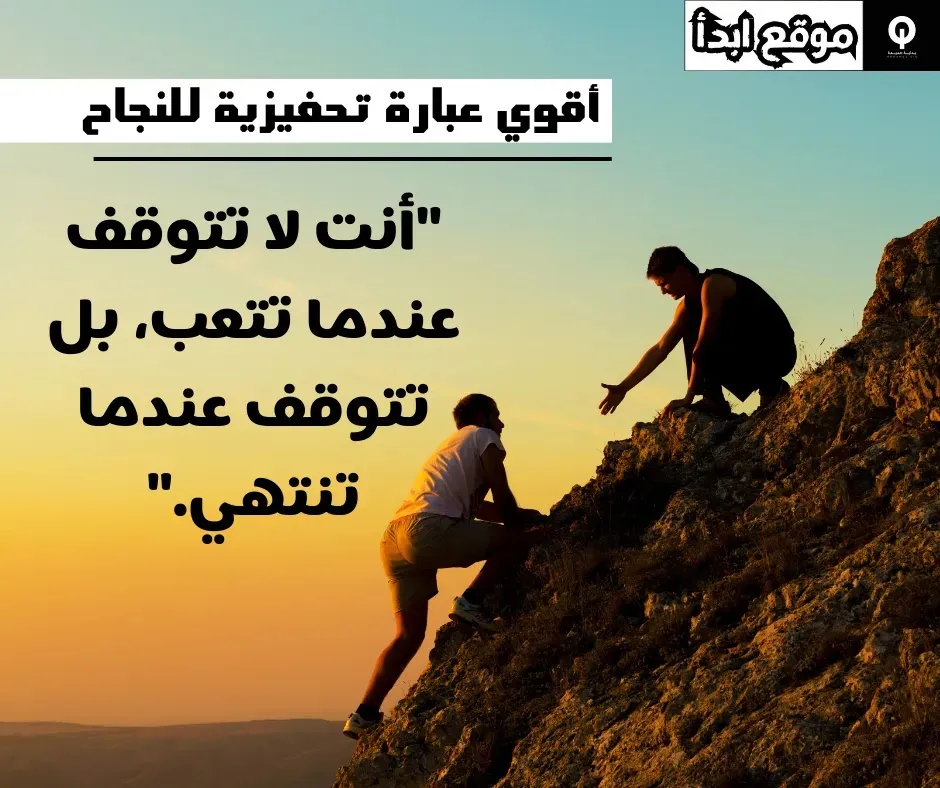 موقع ابدأ
أقوي عبارة تحفيزية للنجاح
"أنت لا تتوقف
عندما تتعب، بل
تتوقف عندما
تنتهي."